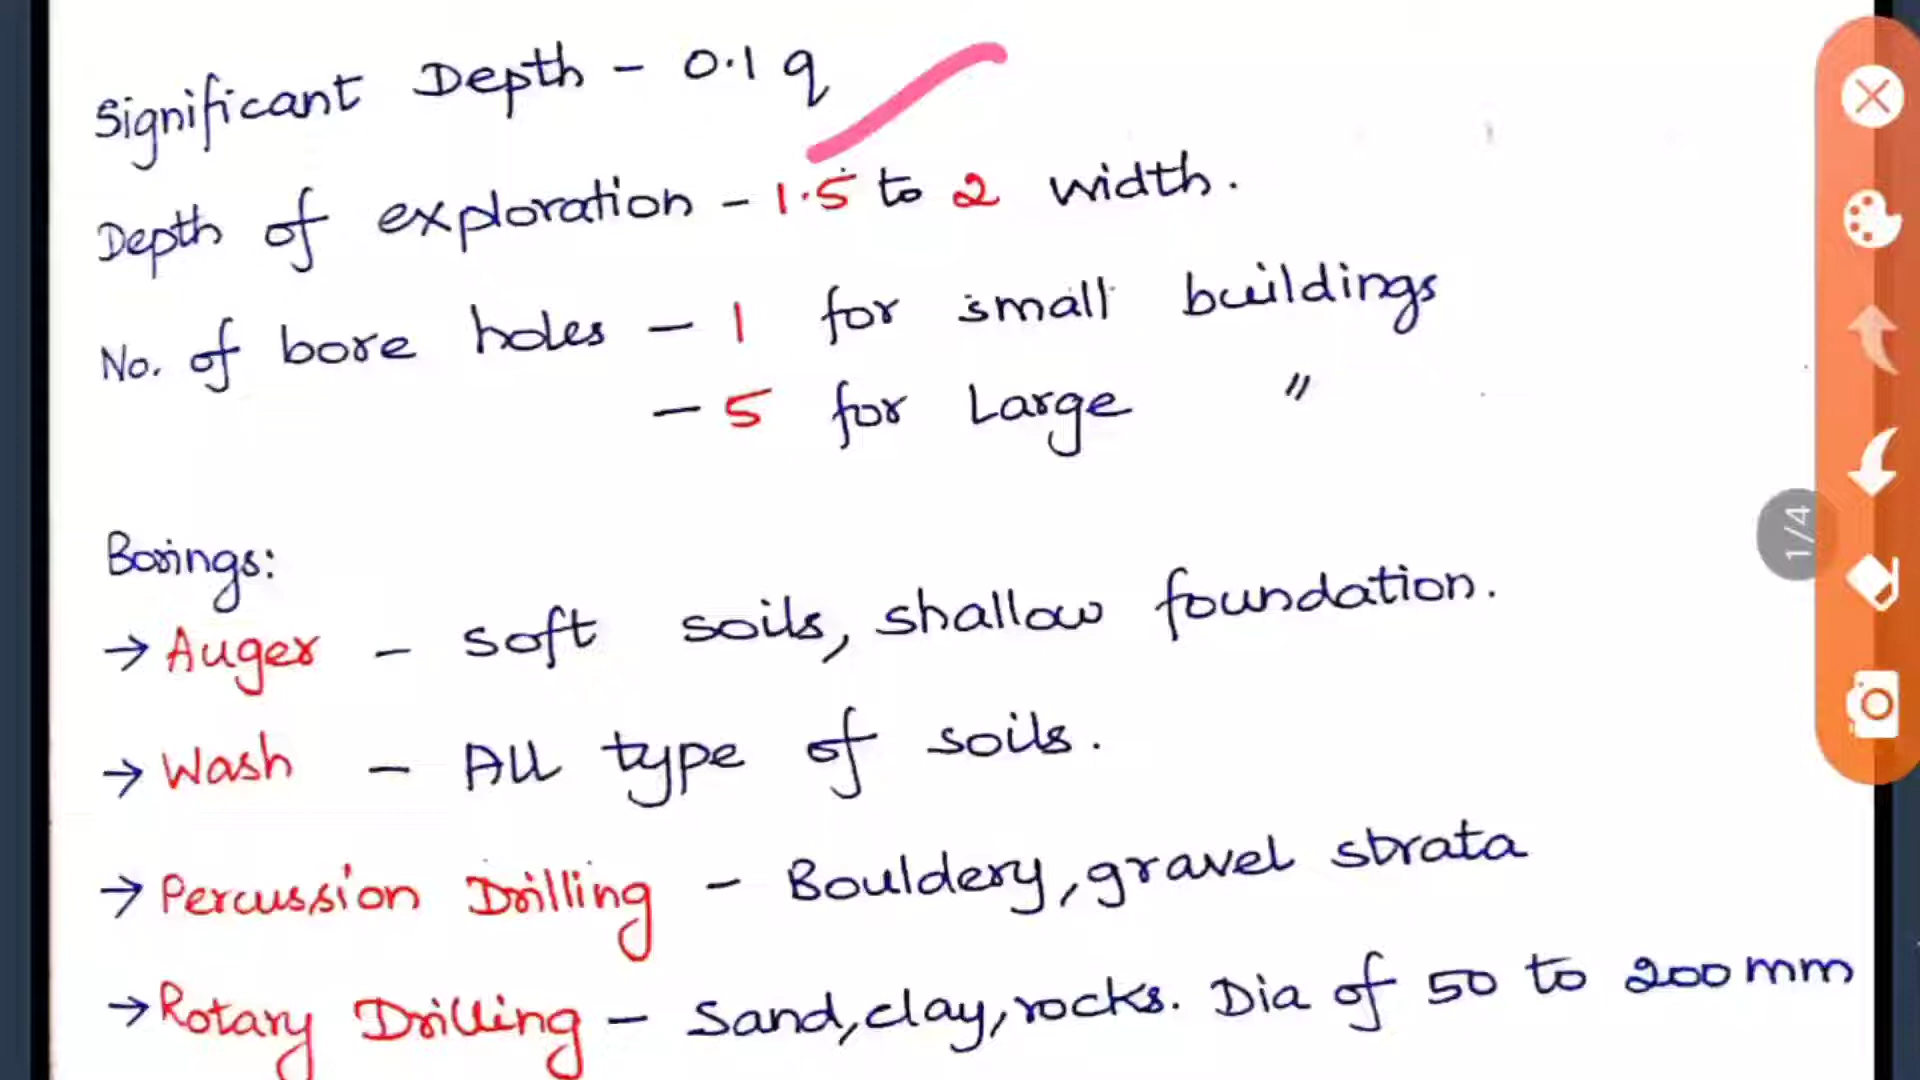 Significant Depth - 0.1 q
Depth of exploration - 1.5 to 2 width.
No. of bore holes - 1 for small buildings
- 5 for Large "
Borings:
→ Auger - soft soils, shallow foundation.
→ Wash - All type of soils.
→ Percussion Drilling - Bouldery, gravel strata
→ Rotary Drilling - Sand, clay, rocks. Dia of 50 to 200 mm
1/4